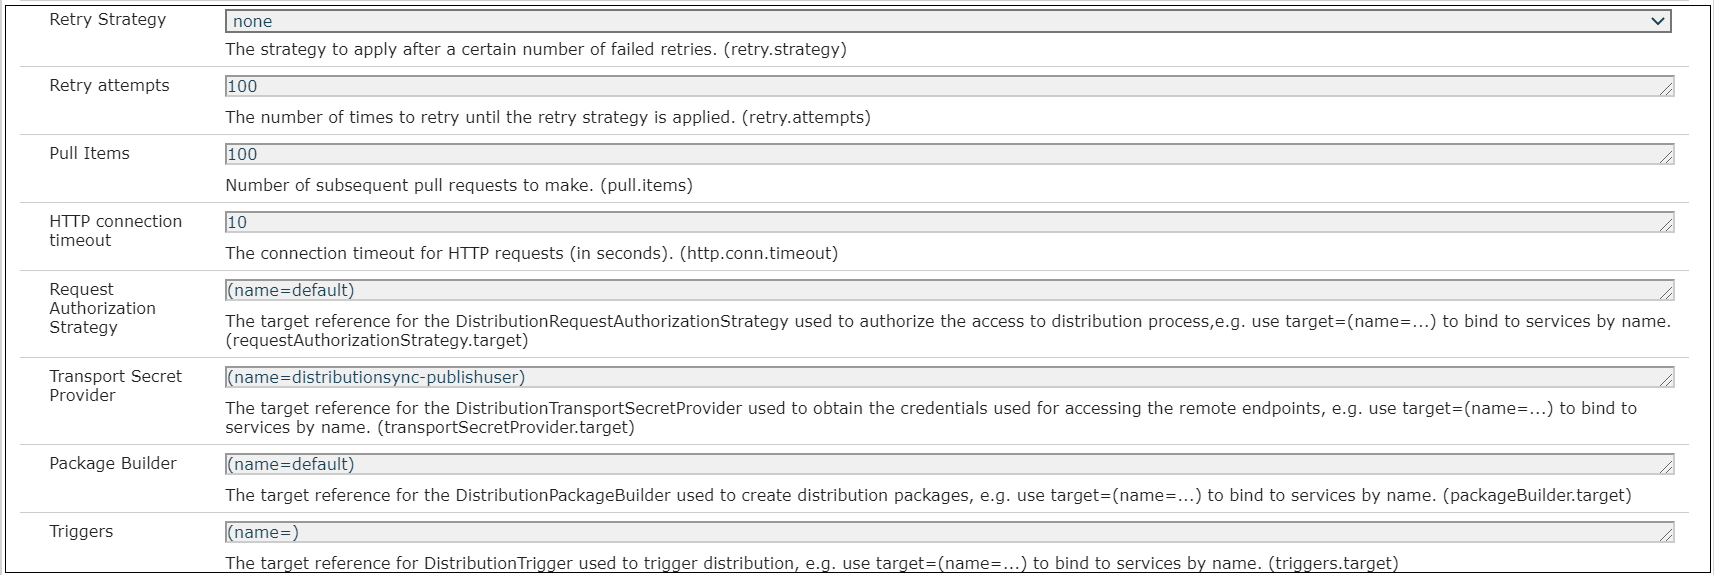 Retry Strategy
none
The strategy to apply after a certain number of failed retries. (retry.strategy)
Retry attempts
100
The number of times to retry until the retry strategy is applied. (retry.attempts)
Pull Items
100
Number of subsequent pull requests to make. (pull.items)
HTTP connection
timeout
10
The connection timeout for HTTP requests (in seconds). (http.conn.timeout)
Request
Authorization
Strategy
(name=default)
The target reference for the DistributionRequestAuthorizationStrategy used to authorize the access to distribution process,e.g. use target=(name=...) to bind to services by name.
(requestAuthorizationStrategy.target)
Transport Secret
Provider
(name=distributionsync-publishuser)
The target reference for the DistributionTransportSecretProvider used to obtain the credentials used for accessing the remote endpoints, e.g. use target=(name=...) to bind to
services by name. (transportSecretProvider.target)
Package Builder
(name=default)
The target reference for the DistributionPackageBuilder used to create distribution packages, e.g. use target=(name=...) to bind to services by name. (packageBuilder.target)
Triggers
(name=)
The target reference for DistributionTrigger used to trigger distribution, e.g. use target=(name=...) to bind to services by name. (triggers.target)